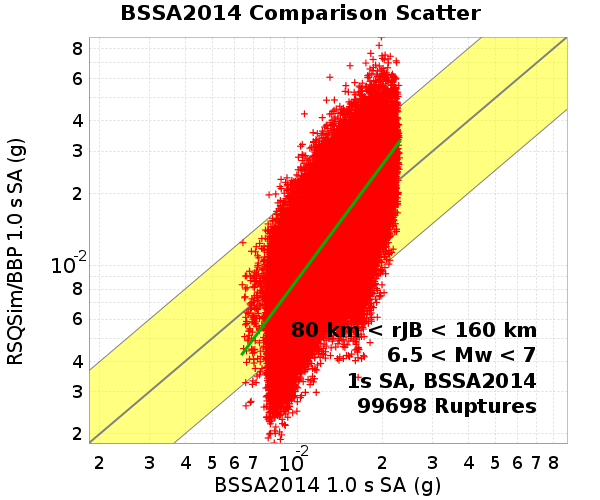 BSSA2014 Comparison Scatter
RSQSim/BBP 1.0 s SA (g)
8
6
4
3
2
10-2
8
6
4
3
2
80 km < rJB < 160 km
6.5 < Mw < 7
1s SA, BSSA2014
99698 Ruptures
2 3 4 5 6 7 10-2 2 3 4 5 6 7 8
BSSA2014 1.0 s SA (g)